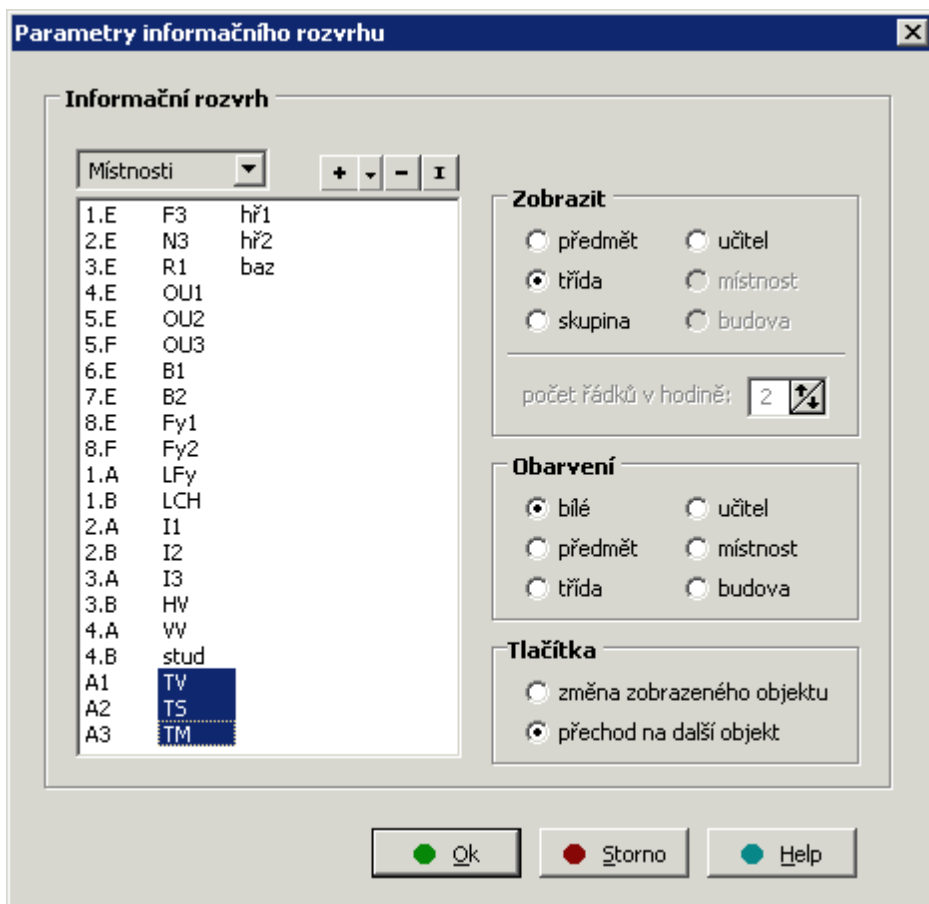 Parametry informačního rozvrhu
Informační rozvrh
Místnosti
+ - I
1.E F3 hř1
2.E N3 hř2
3.E R1 baz
4.E OU1
5.E OU2
5.F OU3
6.E B1
7.E B2
8.E Fy1
8.F Fy2
1.A LFy
1.B LCH
2.A I1
2.B I2
3.A I3
3.B HV
4.A VV
4.B stud
A1 TV
A2 TS
A3 TM
Zobrazit
předmět učitel
třída místnost
skupina budova
počet řádků v hodině: 2
Obarvení
bílé učitel
předmět místnost
třída budova
Tlačítka
změna zobrazeného objektu
přechod na další objekt
Ok Storno Help